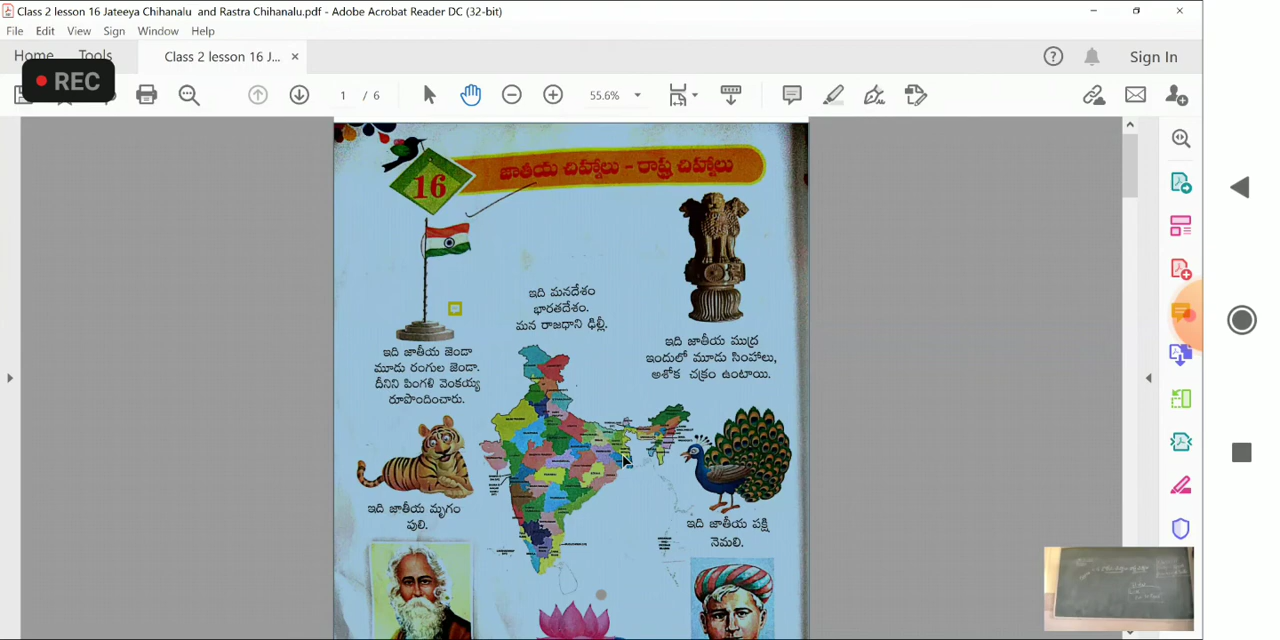 Class 2 lesson 16 Jateeya Chihanalu  and Rastra Chihanalu.pdf - Adobe Acrobat Reader DC (32-bit)
File Edit View Sign Window Help
Home Tools Class 2 lesson 16 J... ×
Sign In
REC
1 / 6
55.6%
16
జాతీయ చిహ్నాలు - రాష్ట్ర చిహ్నాలు
ఇది మనదేశం
భారతదేశం.
మన రాజధాని ఢిల్లీ.
ఇది జాతీయ ముద్ర
ఇందులో మూడు సింహాలు,
అశోక చక్రం ఉంటాయి.
ఇది జాతీయ జెండా
మూడు రంగుల జెండా.
దీనిని పింగళి వెంకయ్య
రూపొందించారు.
ఇది జాతీయ మృగం
పులి.
ఇది జాతీయ పక్షి
నెమలి.